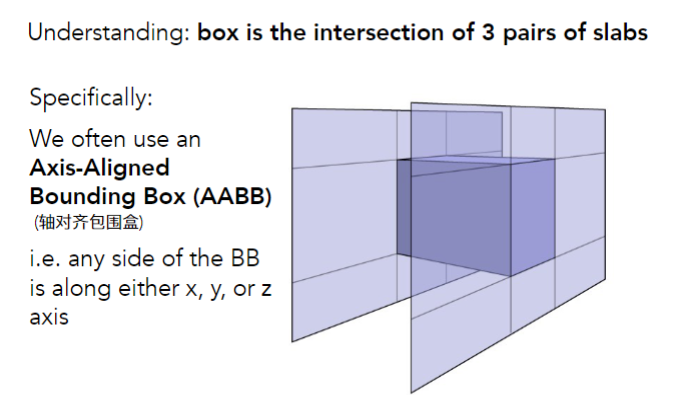 Understanding: box is the intersection of 3 pairs of slabs
Specifically:
We often use an
Axis-Aligned
Bounding Box (AABB)
(轴对齐包围盒)
i.e. any side of the BB
is along either x, y, or z
axis